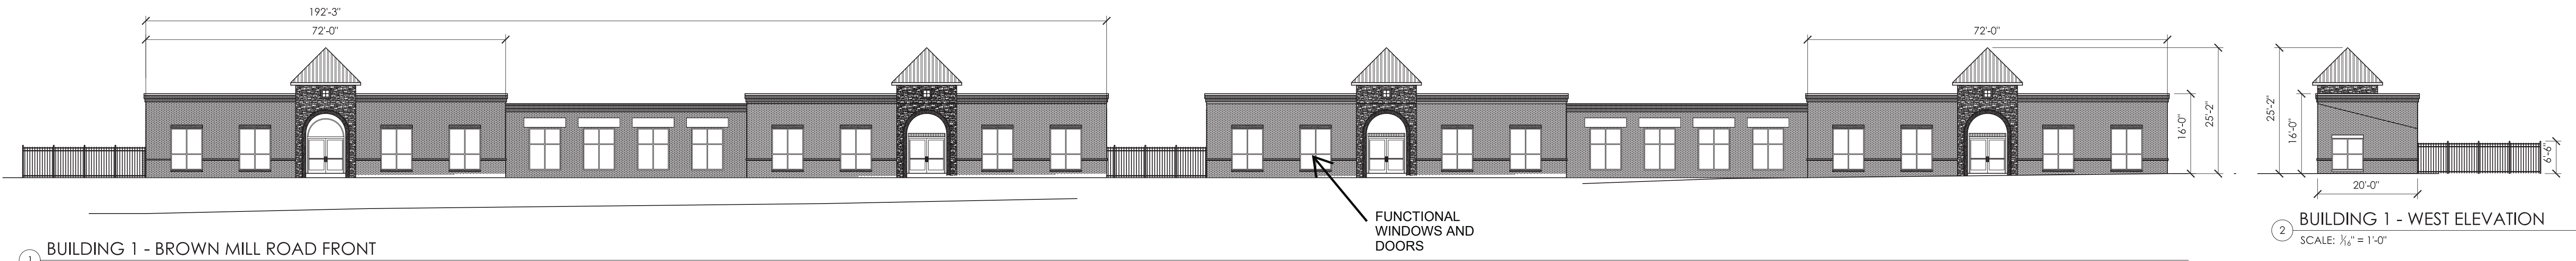 192'-3"
72'-0"
72'-0"
16'-0"
25'-2"
25'-2"
16'-0"
6'-6"
20'-0"
FUNCTIONAL
WINDOWS AND
DOORS
1
BUILDING 1 - BROWN MILL ROAD FRONT
2
BUILDING 1 - WEST ELEVATION
SCALE: 1/16" = 1'-0"